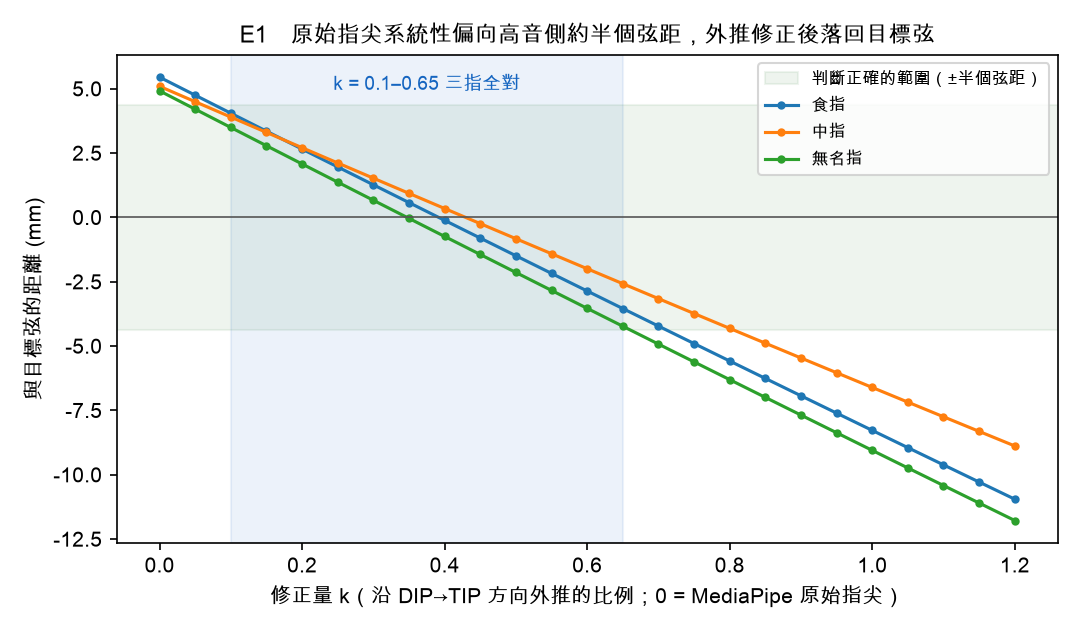 E1　原始指尖系統性偏向高音側約半個弦距，外推修正後落回目標弦
k = 0.1–0.65 三指全對
判斷正確的範圍（±半個弦距）
食指
中指
無名指
與目標弦的距離 (mm)
5.0
2.5
0.0
-2.5
-5.0
-7.5
-10.0
-12.5
0.0 0.2 0.4 0.6 0.8 1.0 1.2
修正量 k（沿 DIP→TIP 方向外推的比例；0 = MediaPipe 原始指尖）